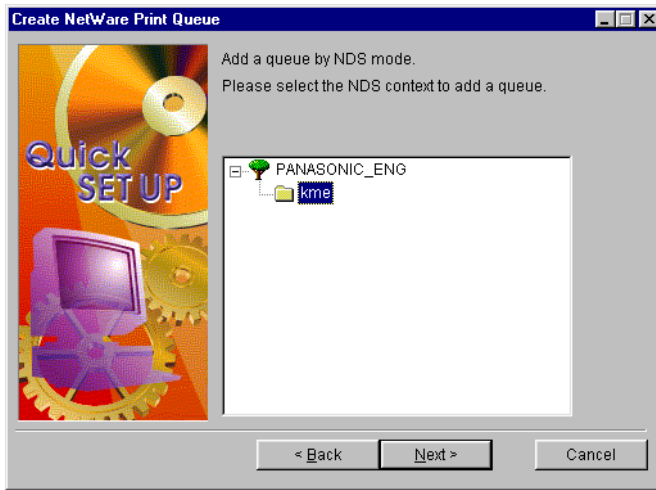 Create NetWare Print Queue
Add a queue by NDS mode.
Please select the NDS context to add a queue.
Quick
SET UP
PANASONIC_ENG
kme
< Back
Next >
Cancel